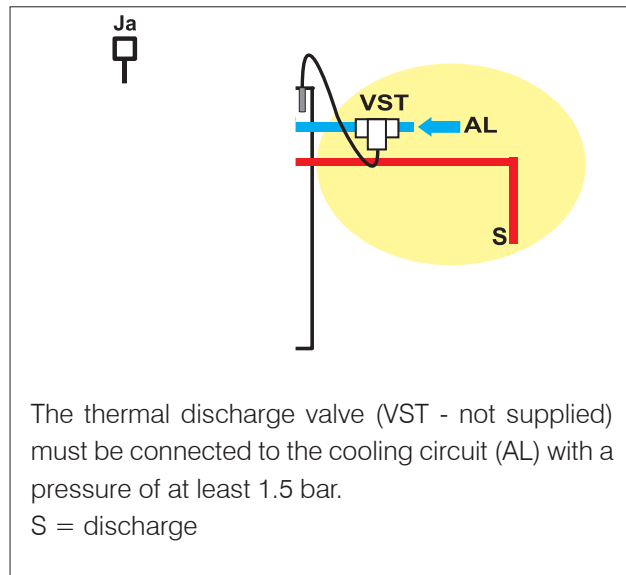 Ja
VST
AL
S
The thermal discharge valve (VST - not supplied)
must be connected to the cooling circuit (AL) with a
pressure of at least 1.5 bar.
S = discharge